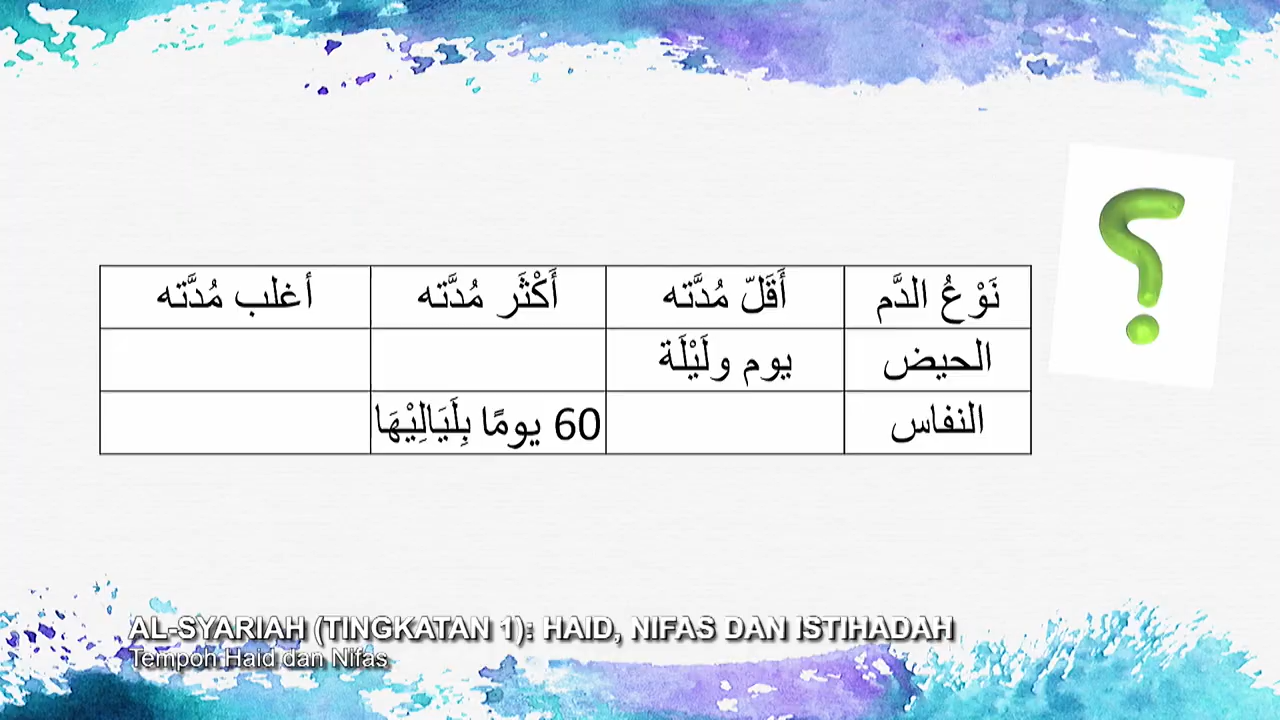 نَوْعُ الدَّم أَقَلّ مُدَّته أَكْثَر مُدَّته أغلب مُدَّته
الحيض يوم ولَيْلَة
النفاس 60 يومًا بِلَيَالِيْهَا
؟
AL-SYARIAH (TINGKATAN 1): HAID, NIFAS DAN ISTIHADAH
Tempoh Haid dan Nifas